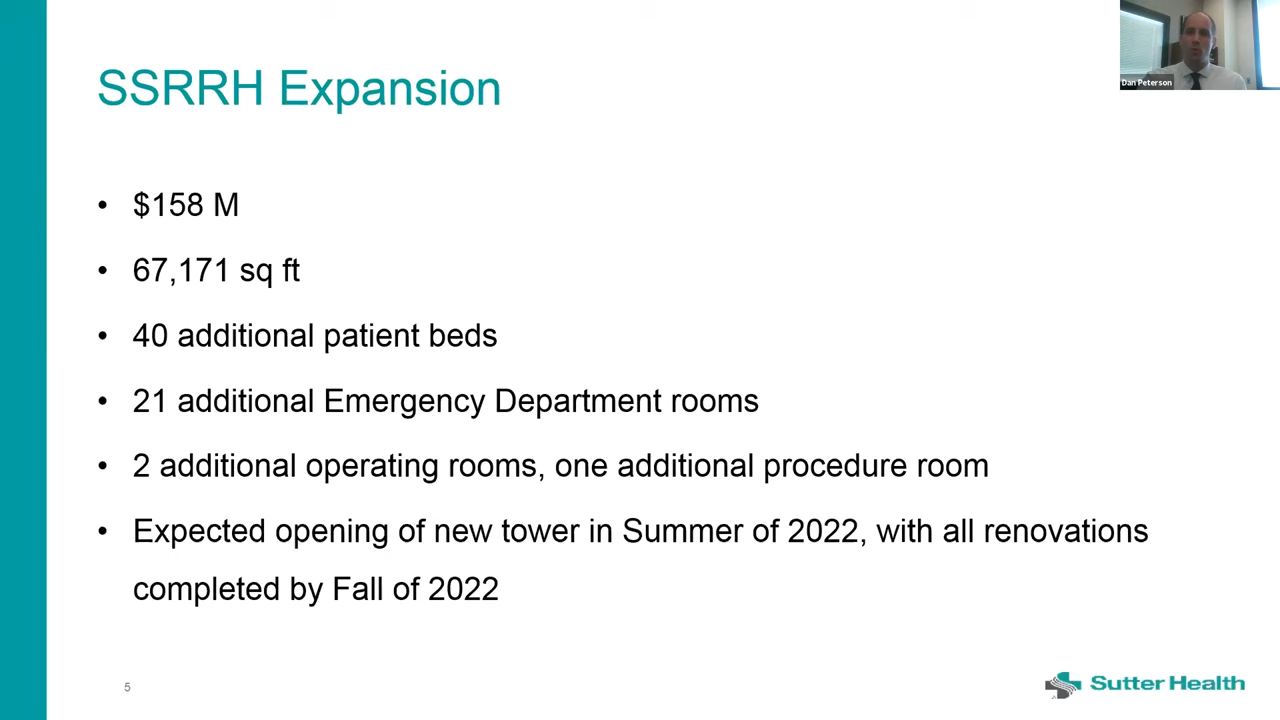 Dan Peterson
SSRRH Expansion
• $158 M
• 67,171 sq ft
• 40 additional patient beds
• 21 additional Emergency Department rooms
• 2 additional operating rooms, one additional procedure room
• Expected opening of new tower in Summer of 2022, with all renovations
completed by Fall of 2022
5
Sutter Health